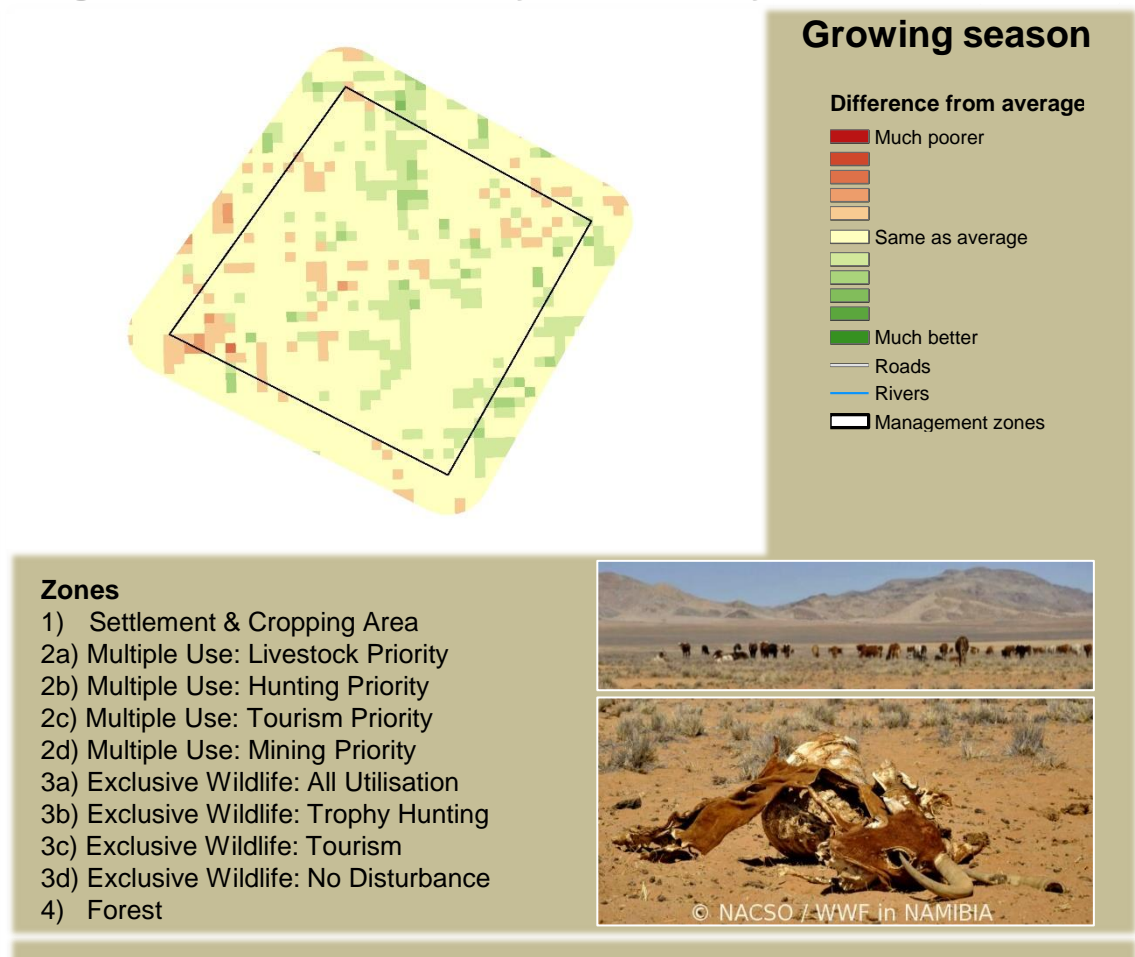 Growing season
Difference from average
Much poorer
Same as average
Much better
Roads
Rivers
Management zones
Zones
1) Settlement & Cropping Area
2a) Multiple Use: Livestock Priority
2b) Multiple Use: Hunting Priority
2c) Multiple Use: Tourism Priority
2d) Multiple Use: Mining Priority
3a) Exclusive Wildlife: All Utilisation
3b) Exclusive Wildlife: Trophy Hunting
3c) Exclusive Wildlife: Tourism
3d) Exclusive Wildlife: No Disturbance
4) Forest
© NACSO / WWF in NAMIBIA